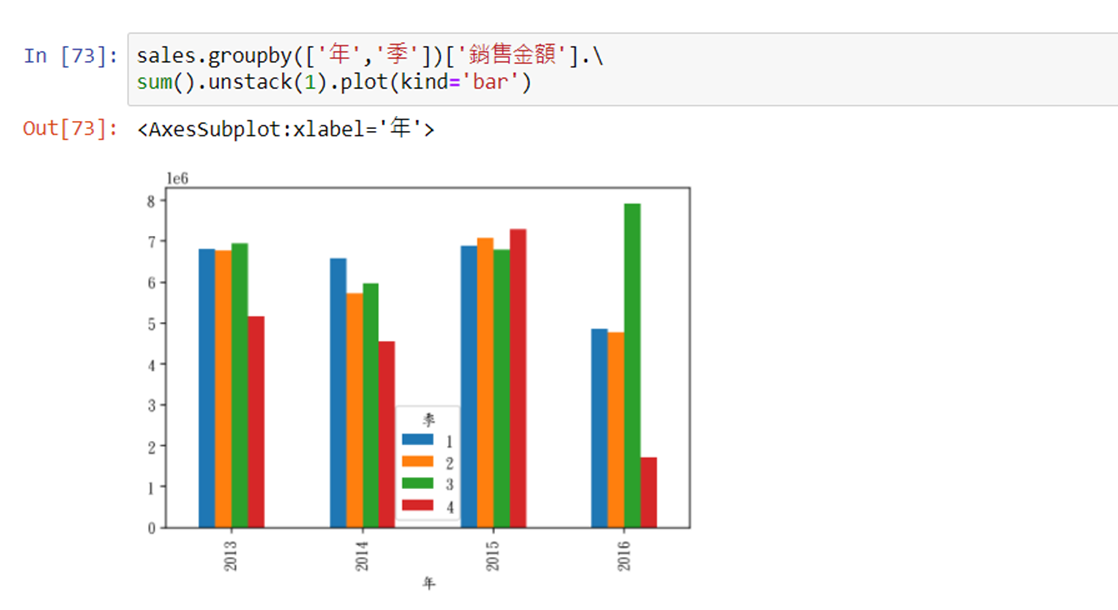 In [73]: sales.groupby(['年','季'])['銷售金額'].\
sum().unstack(1).plot(kind='bar')
Out[73]: <AxesSubplot:xlabel='年'>
1e6
8
7
6
5
4
3
2
1
0
季
1
2
3
4
2013 2014 2015 2016
年